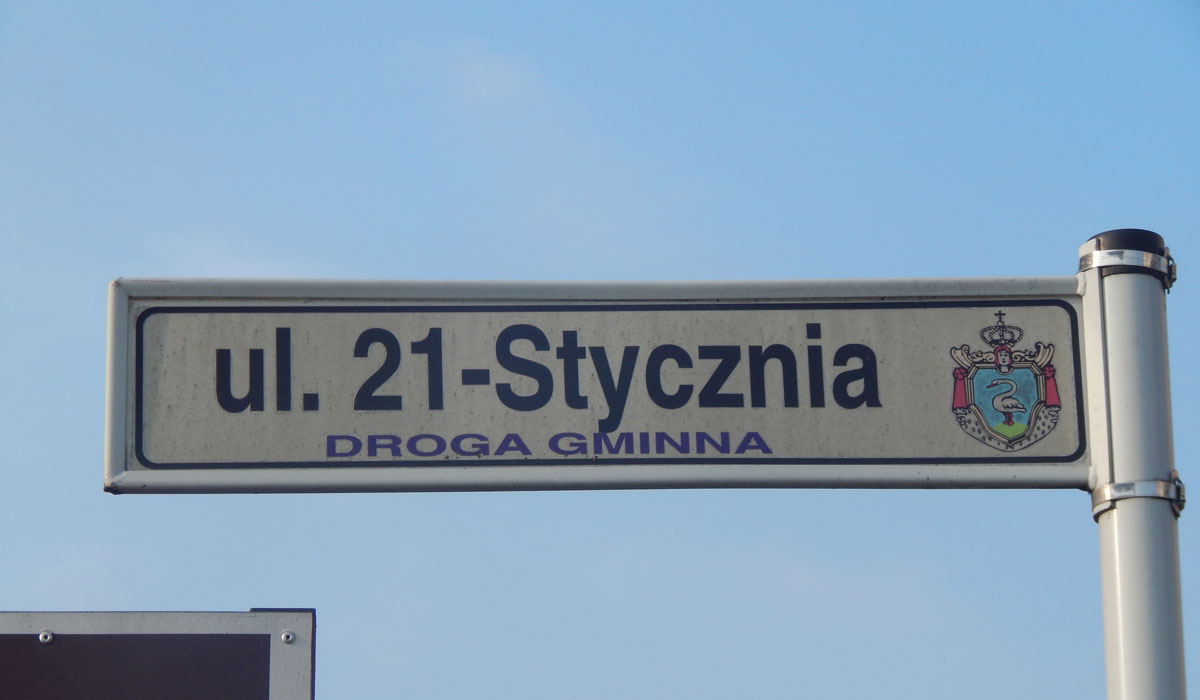 ul. 21-Stycznia
DROGA GMINNA